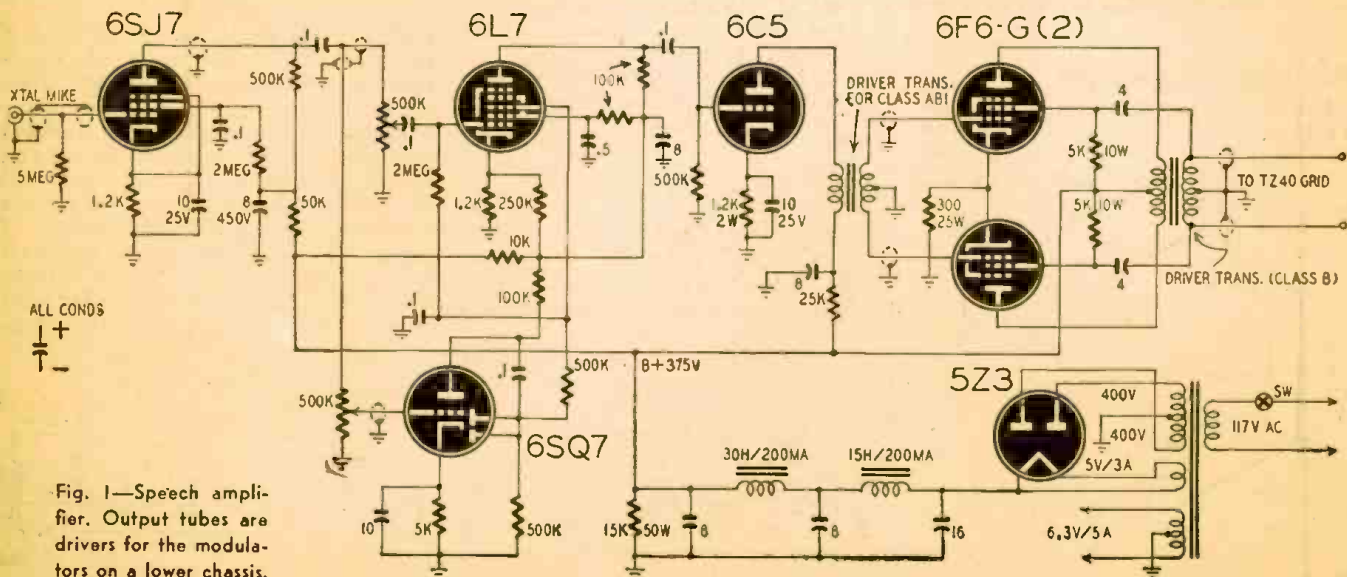 6SJ7
6L7
6C5
6F6-G (2)
XTAL MIKE
5MEG
1.2K
10
25V
.1
2MEG
8
450V
500K
50K
.1
500K
.1
2MEG
1.2K
250K
10K
100K
.1
.5
100K
8
.1
500K
1.2K
2W
10
25V
DRIVER TRANS.
FOR CLASS AB1
8
25K
300
25W
4
5K
10W
5K
10W
4
TO TZ40 GRID
DRIVER TRANS. (CLASS B)
ALL CONDS
+
-
500K
6SQ7
.1
500K
10
5K
500K
B+375V
15K
50W
8
30H/200MA
8
15H/200MA
16
5Z3
400V
400V
5V/3A
6.3V/5A
SW
117V AC
Fig. 1—Speech ampli-
fier. Output tubes are
drivers for the modula-
tors on a lower chassis.